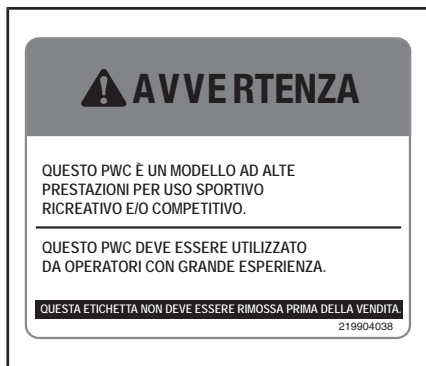 AVVERTENZA
QUESTO PWC È UN MODELLO AD ALTE
PRESTAZIONI PER USO SPORTIVO
RICREATIVO E/O COMPETITIVO.
QUESTO PWC DEVE ESSERE UTILIZZATO
DA OPERATORI CON GRANDE ESPERIENZA.
QUESTA ETICHETTA NON DEVE ESSERE RIMOSSA PRIMA DELLA VENDITA.
219904038